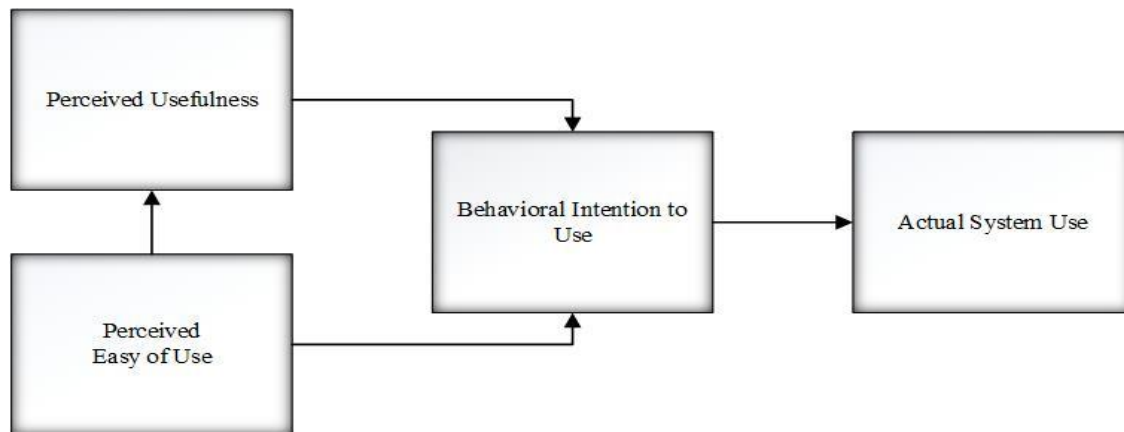 Perceived Usefulness
Perceived
Easy of Use
Behavioral Intention to
Use
Actual System Use